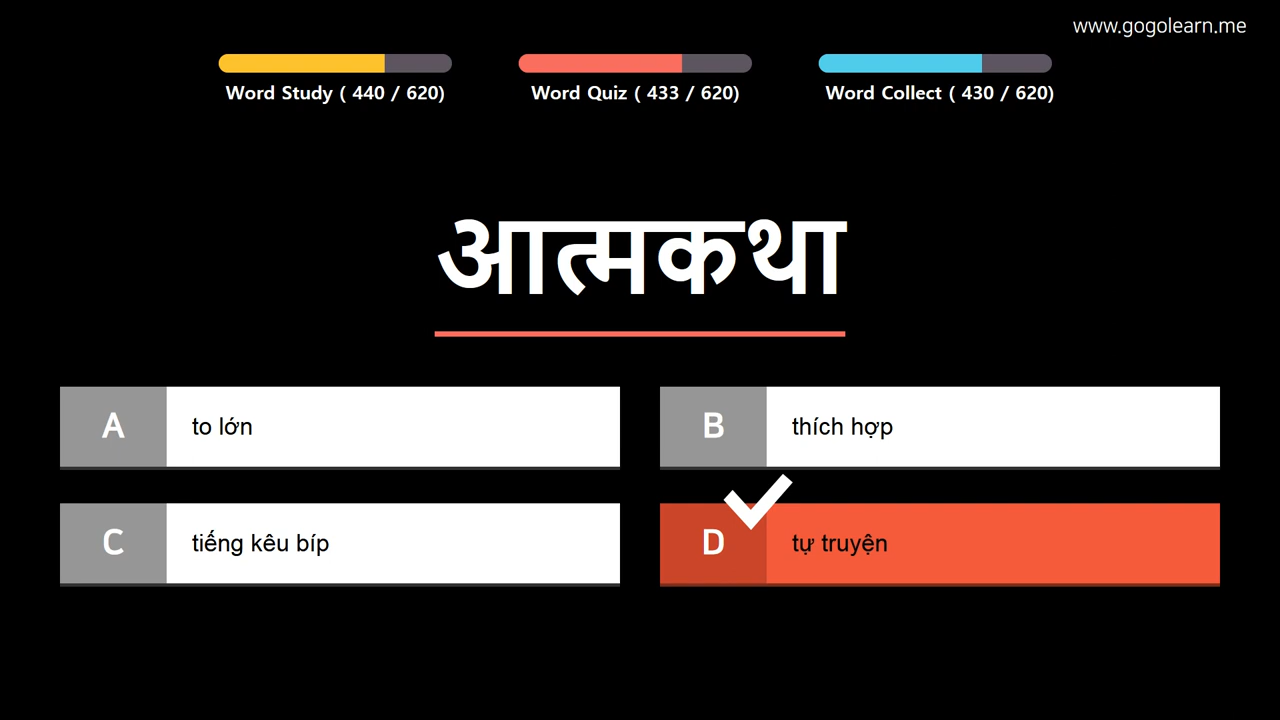 www.gogolearn.me
Word Study ( 440 / 620)
Word Quiz ( 433 / 620)
Word Collect ( 430 / 620)
आत्मकथा
A
to lớn
B
thích hợp
C
tiếng kêu bíp
D
tự truyện